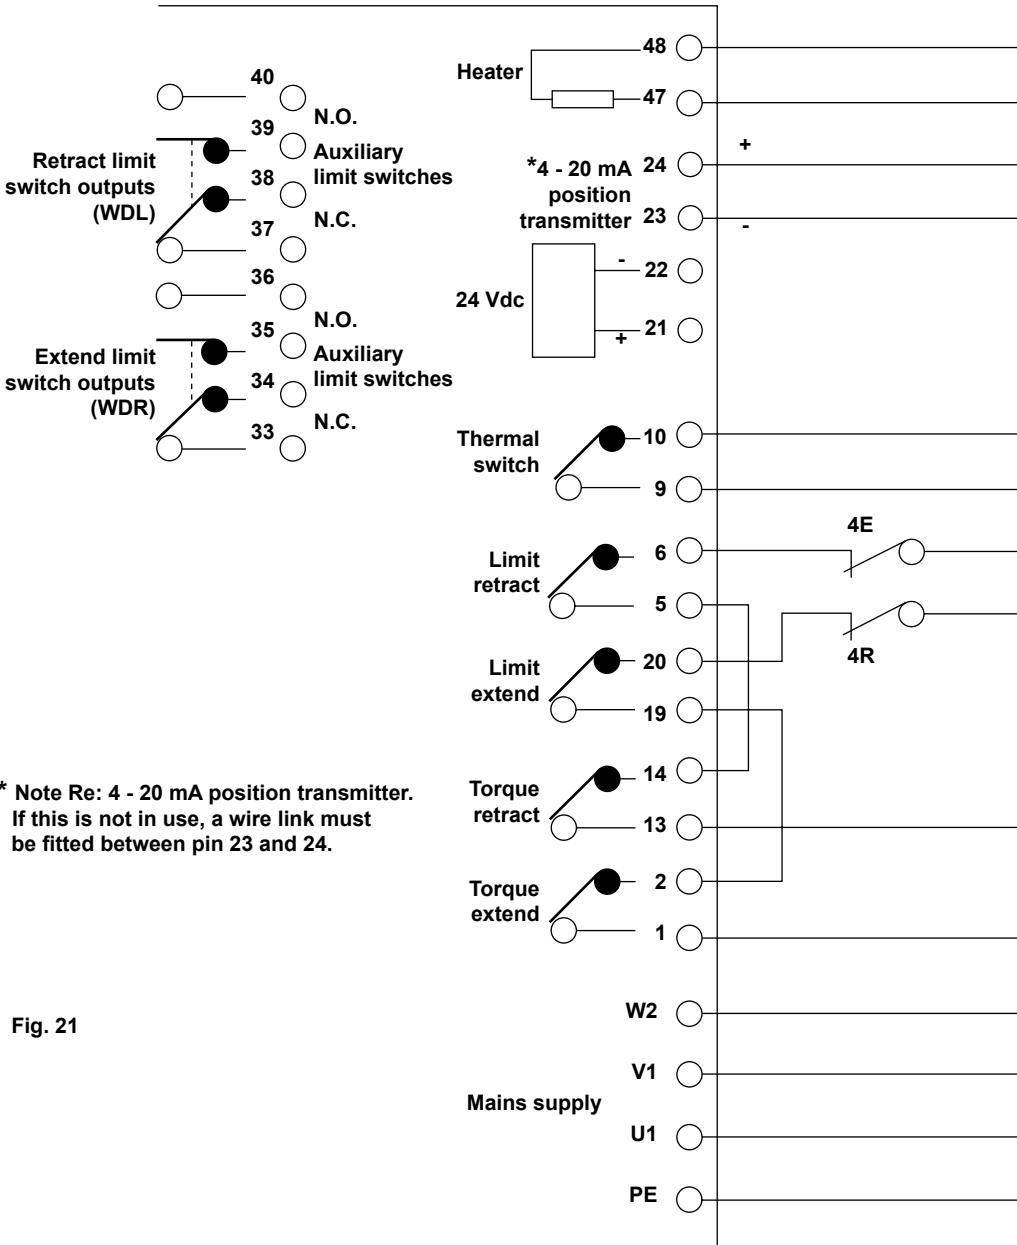 40
N.O.
39
Retract limit
switch outputs
(WDL)
Auxiliary
limit switches
38
N.C.
37
36
N.O.
35
Extend limit
switch outputs
(WDR)
Auxiliary
limit switches
34
N.C.
33
Heater
48
47
*4 - 20 mA
position
transmitter
24
+
23
-
24 Vdc
- 22
+ 21
Thermal
switch
10
9
Limit
retract
6
4E
5
Limit
extend
20
4R
19
Torque
retract
14
13
Torque
extend
2
1
* Note Re: 4 - 20 mA position transmitter.
If this is not in use, a wire link must
be fitted between pin 23 and 24.
Fig. 21
Mains supply
W2
V1
U1
PE